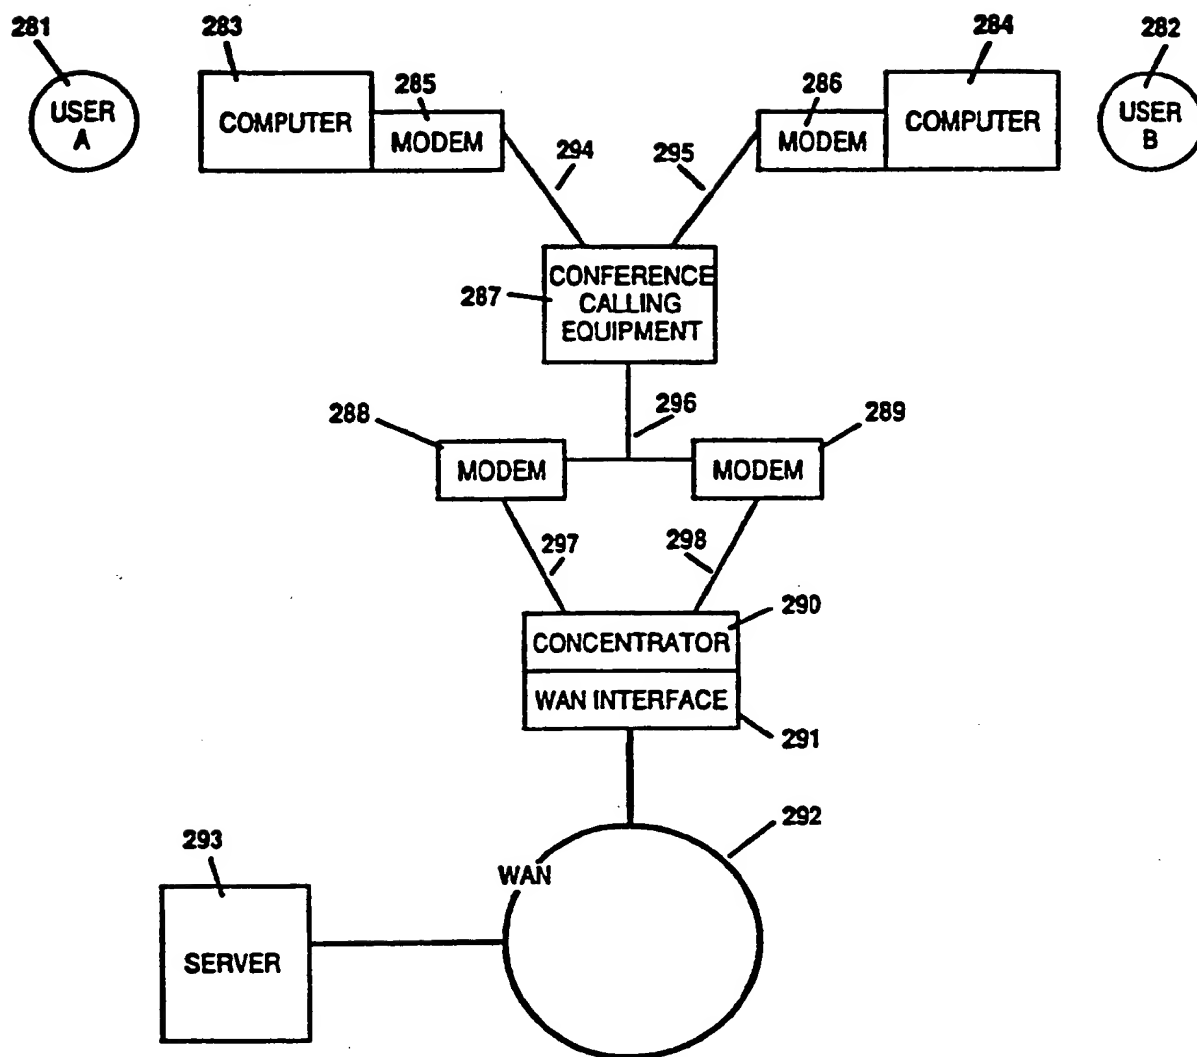 281
283
284
282
USER
A
COMPUTER
285
MODEM
286
MODEM
COMPUTER
USER
B
294
295
CONFERENCE
CALLING
EQUIPMENT
287
296
288
289
MODEM
MODEM
297
298
290
CONCENTRATOR
WAN INTERFACE
291
292
293
WAN
SERVER